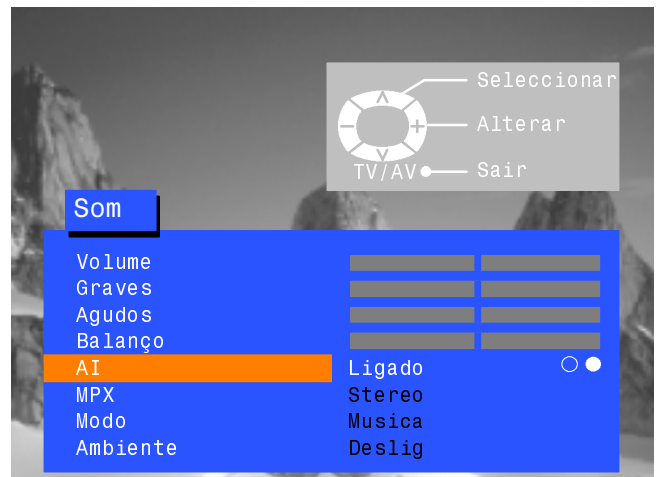 Seleccionar
Alterar
TV/AV Sair
Som
Volume
Graves
Agudos
Balanço
AI Ligado
MPX Stereo
Modo Musica
Ambiente Deslig